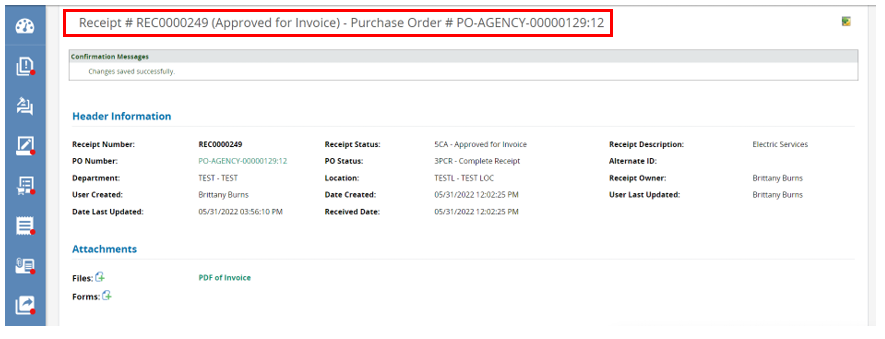 Receipt # REC0000249 (Approved for Invoice) - Purchase Order # PO-AGENCY-00000129:12
Confirmation Messages
Changes saved successfully.
Header Information
Receipt Number: REC0000249 Receipt Status: 5CA - Approved for Invoice Receipt Description: Electric Services
PO Number: PO-AGENCY-00000129:12 PO Status: 3PCR - Complete Receipt Alternate ID:
Department: TEST - TEST Location: TESTL - TEST LOC Receipt Owner: Brittany Burns
User Created: Brittany Burns Date Created: 05/31/2022 12:02:25 PM User Last Updated: Brittany Burns
Date Last Updated: 05/31/2022 03:56:10 PM Received Date: 05/31/2022 12:02:25 PM
Attachments
Files: PDF of Invoice
Forms: